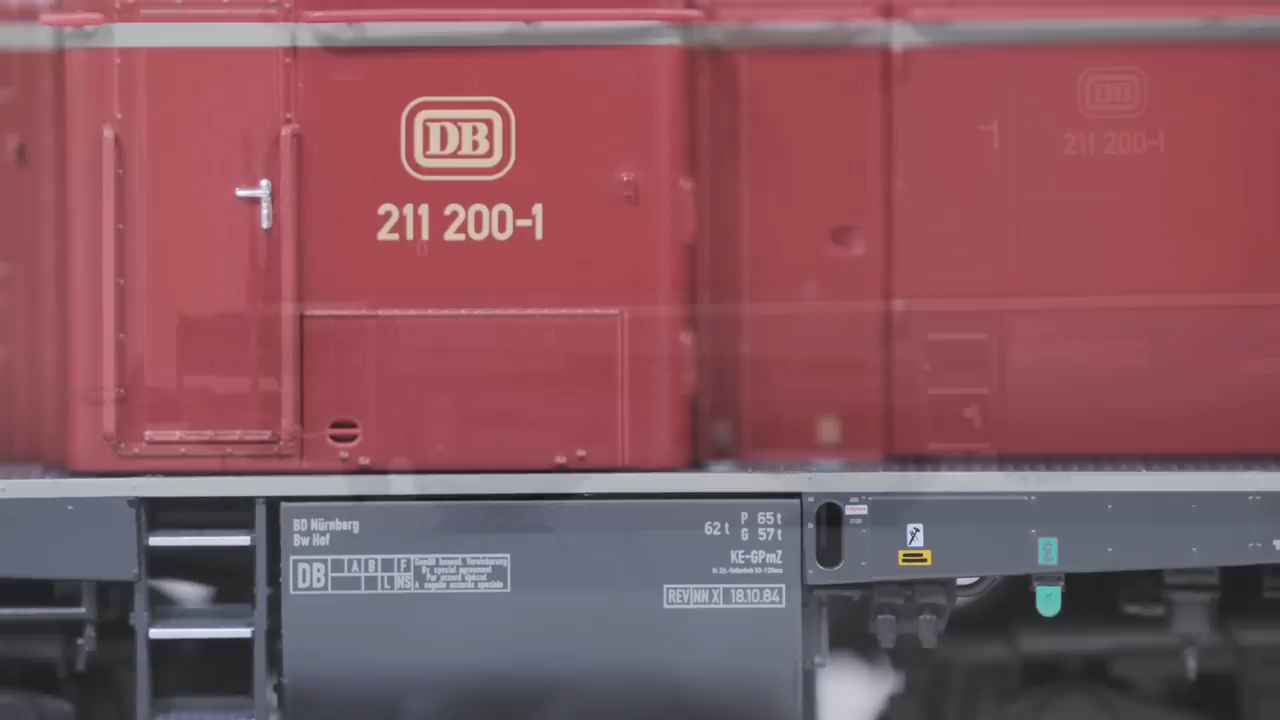 DB
211 200-1
DB
211 200-1
BD Nürnberg
Bw Hof
62 t
P 65 t
G 57 t
KE-GPmZ
DB
A B F
L NS
Gemäß besond. Vereinbarung
By special agreement
Par accord spécial
A seguite accordo speciale
REV NN X 18.10.84